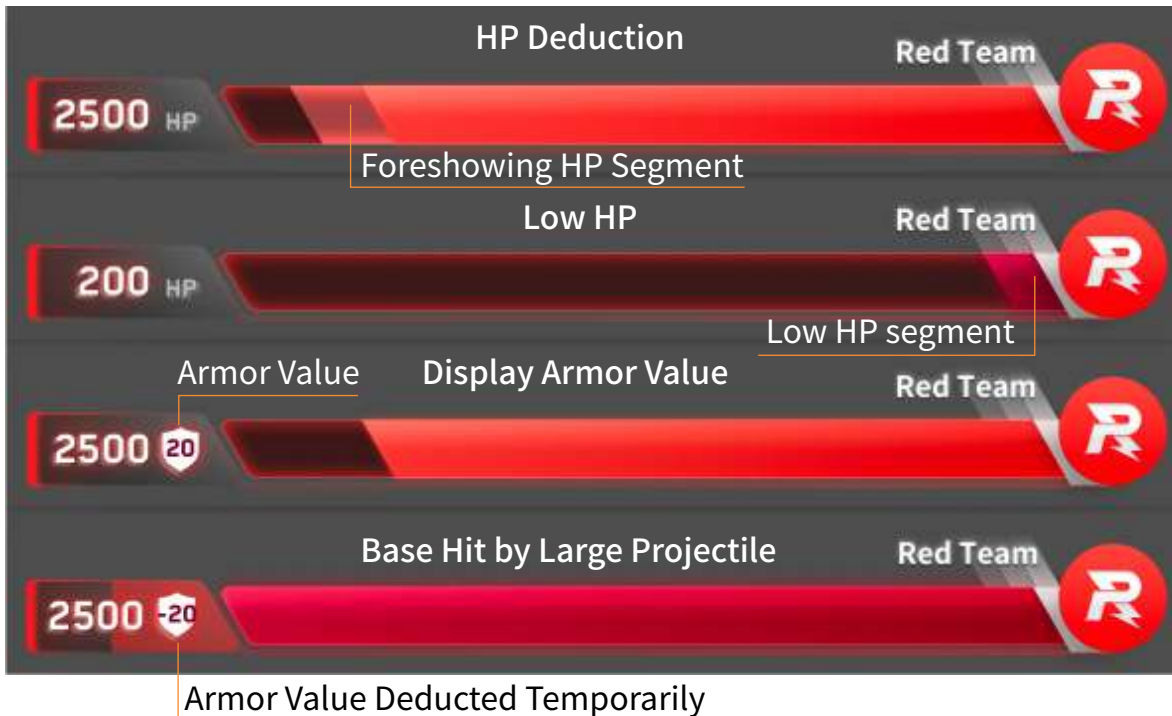 HP Deduction
Red Team
2500 HP
Foreshowing HP Segment
Low HP
Red Team
200 HP
Low HP segment
Armor Value
Display Armor Value
Red Team
2500 20
Base Hit by Large Projectile
Red Team
2500 -20
Armor Value Deducted Temporarily